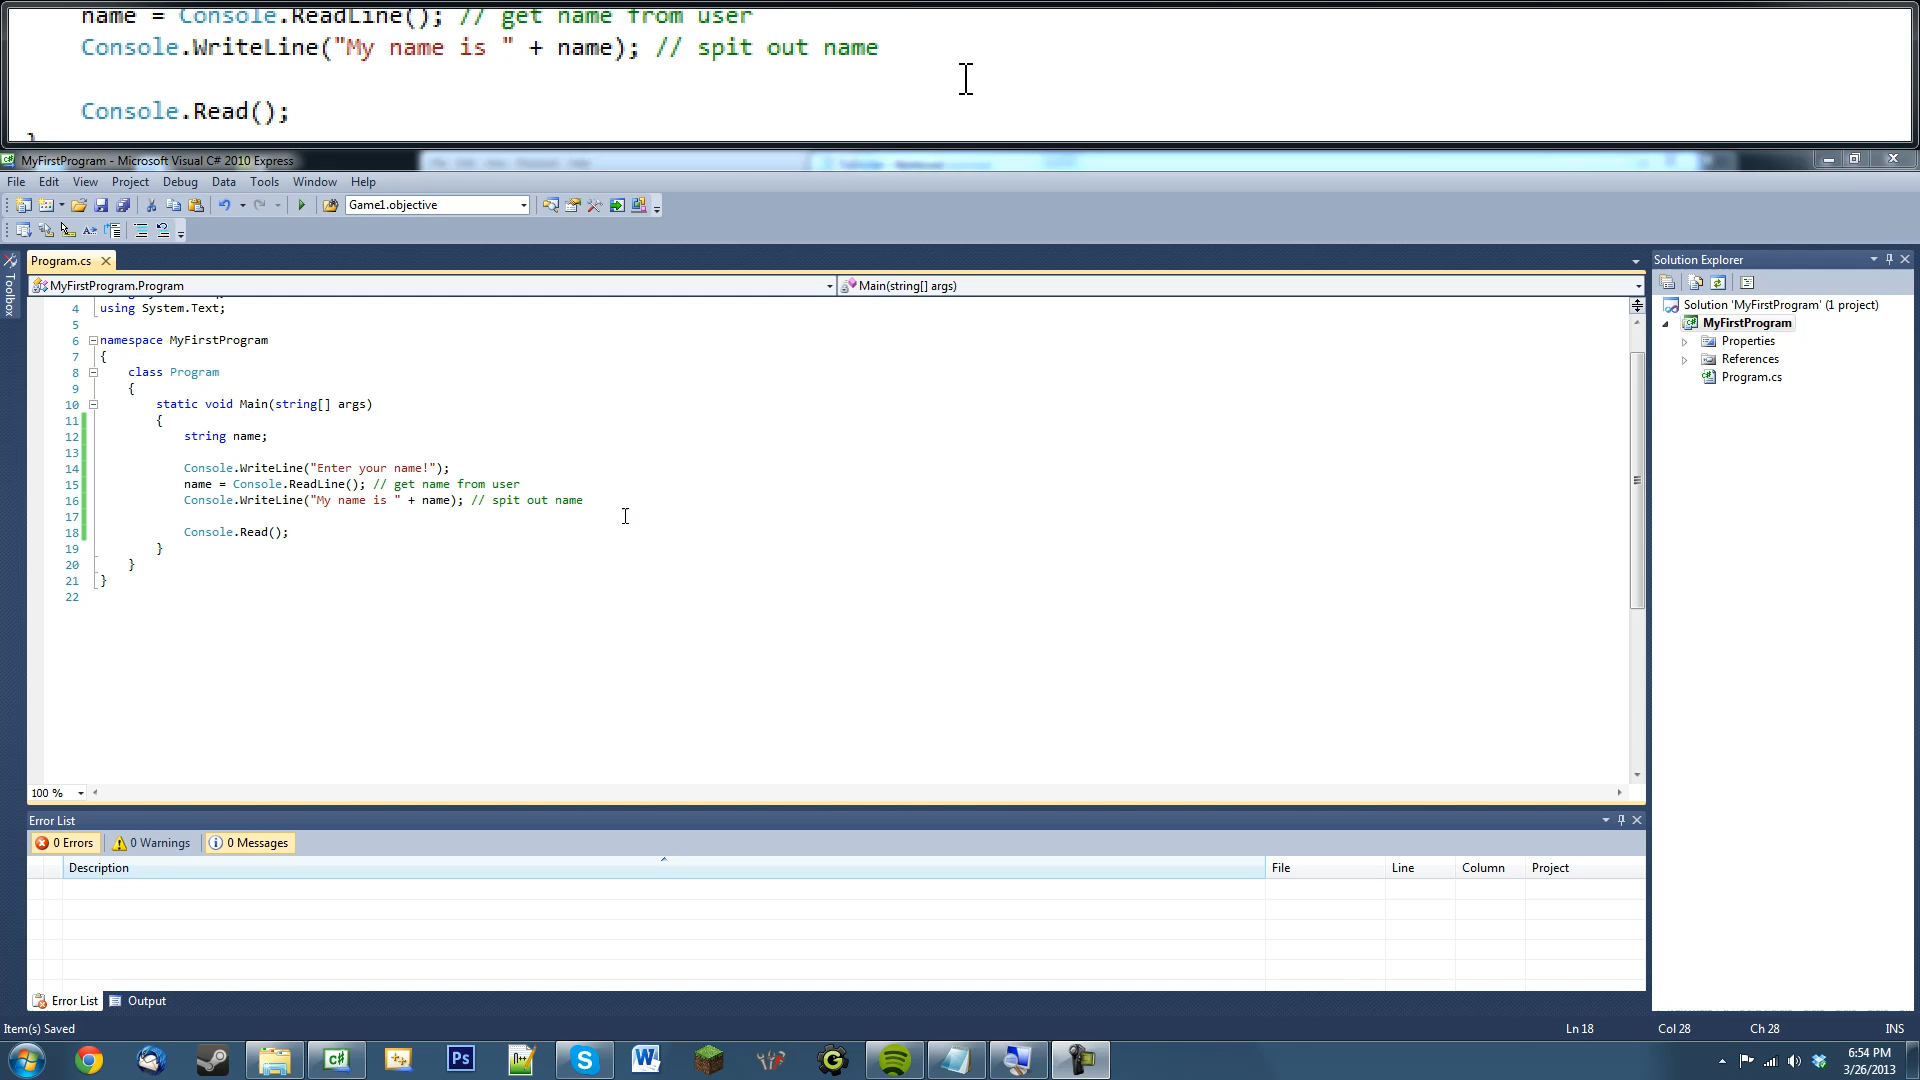 name = Console.ReadLine(); // get name from user
Console.WriteLine("My name is " + name); // spit out name
Console.Read();
MyFirstProgram - Microsoft Visual C# 2010 Express
File Edit View Project Debug Data Tools Window Help
Game1.objective
Toolbox
Program.cs
MyFirstProgram.Program
Main(string[] args)
4 using System.Text;
5
6 namespace MyFirstProgram
7 {
8 class Program
9 {
10 static void Main(string[] args)
11 {
12 string name;
13
14 Console.WriteLine("Enter your name!");
15 name = Console.ReadLine(); // get name from user
16 Console.WriteLine("My name is " + name); // spit out name
17
18 Console.Read();
19 }
20 }
21 }
22
100 %
Solution Explorer
Solution 'MyFirstProgram' (1 project)
MyFirstProgram
Properties
References
Program.cs
Error List
0 Errors 0 Warnings 0 Messages
Description File Line Column Project
Error List Output
Item(s) Saved Ln 18 Col 28 Ch 28 INS
6:54 PM
3/26/2013